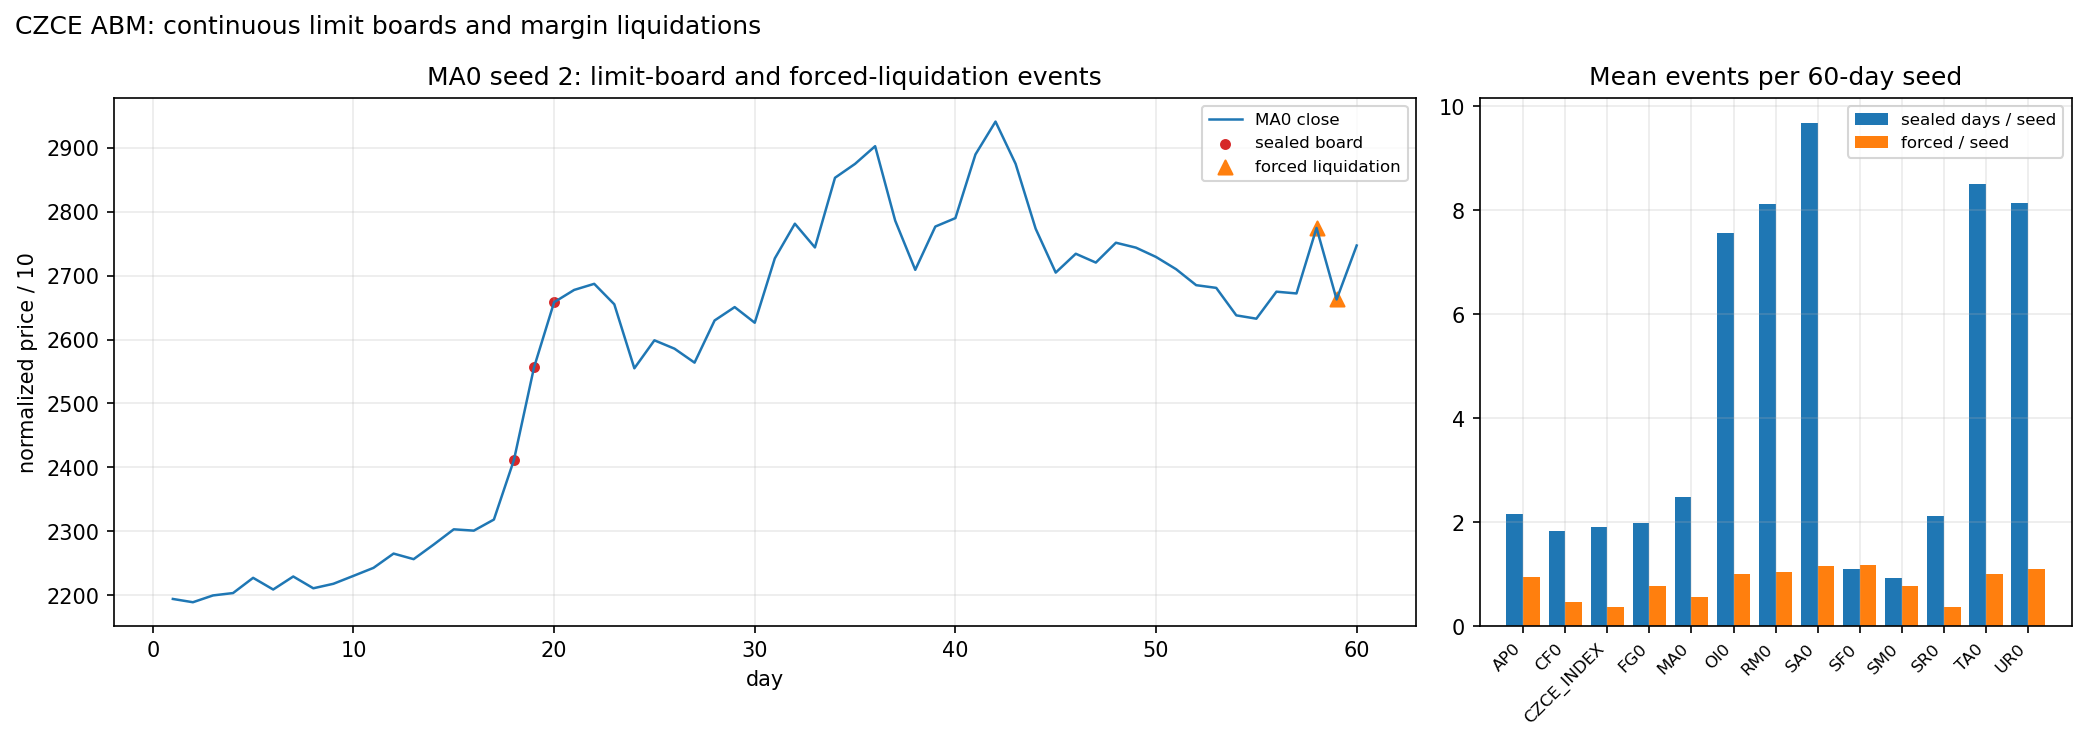 CZCE ABM: continuous limit boards and margin liquidations
MA0 seed 2: limit-board and forced-liquidation events
normalized price / 10
2900
2800
2700
2600
2500
2400
2300
2200
0 10 20 30 40 50 60
day
MA0 close
sealed board
forced liquidation
Mean events per 60-day seed
10
8
6
4
2
0
sealed days / seed
forced / seed
AP0
CF0
CZCE_INDEX
FG0
MA0
OI0
RM0
SA0
SF0
SM0
SR0
TA0
UR0